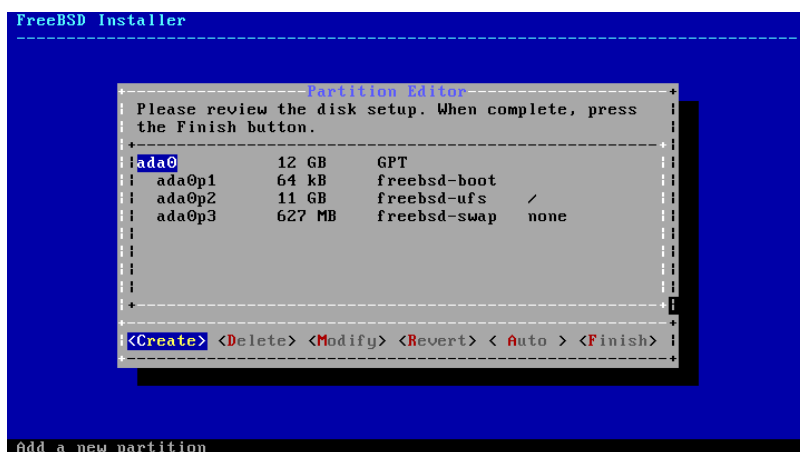 FreeBSD Installer
Partition Editor
Please review the disk setup. When complete, press
the Finish button.
ada0 12 GB GPT
ada0p1 64 kB freebsd-boot
ada0p2 11 GB freebsd-ufs /
ada0p3 627 MB freebsd-swap none
<Create> <Delete> <Modify> <Revert> < Auto > <Finish>
Add a new partition